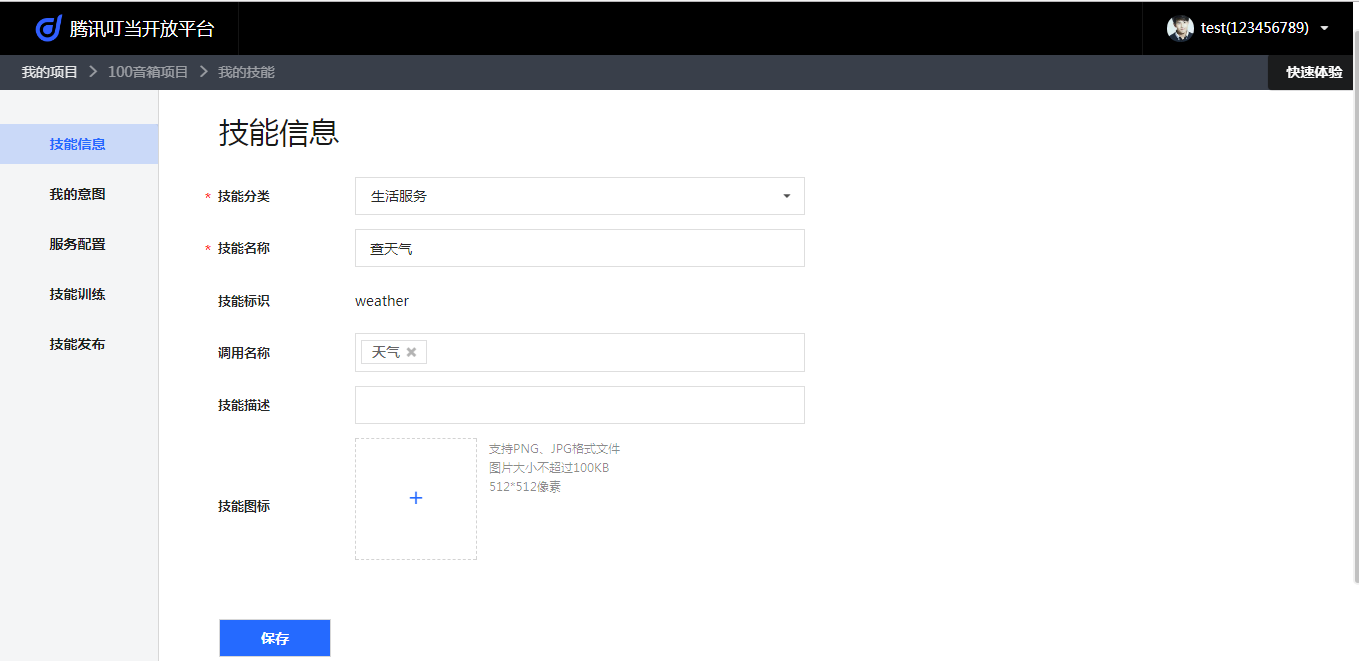 腾讯叮当开放平台
test(123456789)
我的项目 > 100音箱项目 > 我的技能
快速体验
技能信息
我的意图
服务配置
技能训练
技能发布
技能信息
* 技能分类 生活服务
* 技能名称 查天气
技能标识 weather
调用名称 天气 ×
技能描述
技能图标
+
支持PNG、JPG格式文件
图片大小不超过100KB
512*512像素
保存